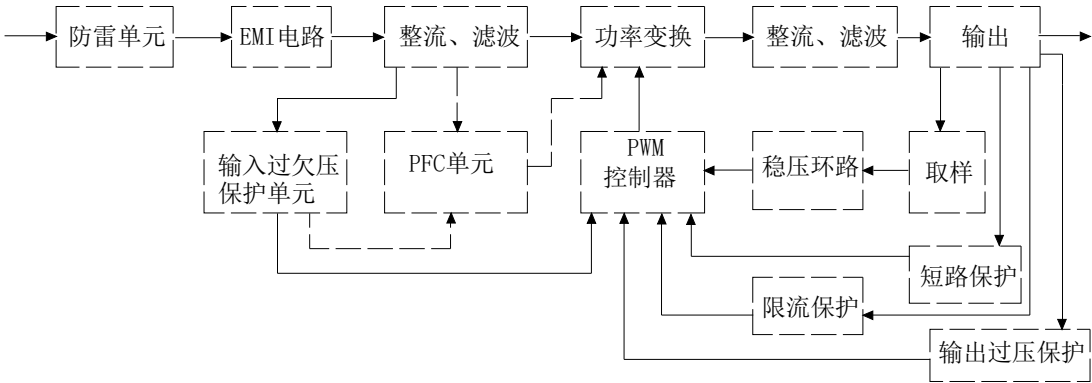 防雷单元
EMI电路
整流、滤波
功率变换
整流、滤波
输出
输入过欠压
保护单元
PFC单元
PWM
控制器
稳压环路
取样
短路保护
限流保护
输出过压保护